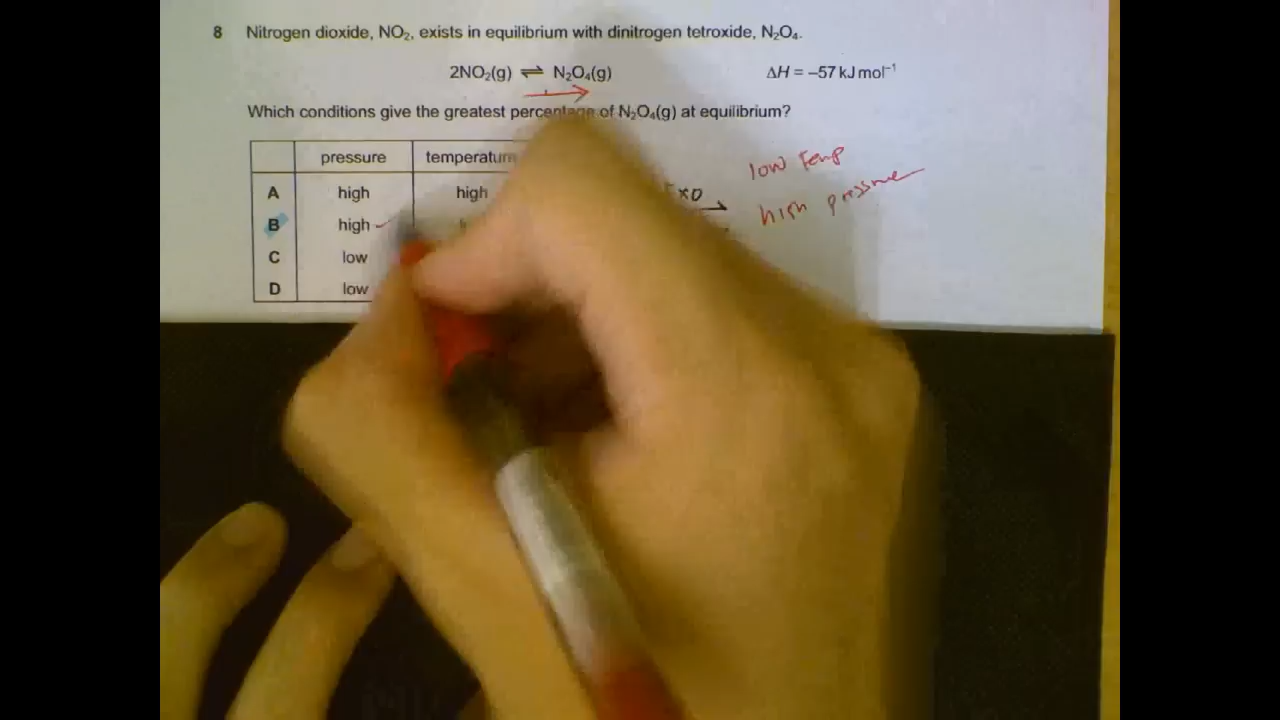 8 Nitrogen dioxide, NO₂, exists in equilibrium with dinitrogen tetroxide, N₂O₄.
2NO₂(g) ⇌ N₂O₄(g) ΔH = –57 kJ mol⁻¹
Which conditions give the greatest percentage of N₂O₄(g) at equilibrium?
pressure temperature
A high high
B high
C low
D low
low temp
high pressure